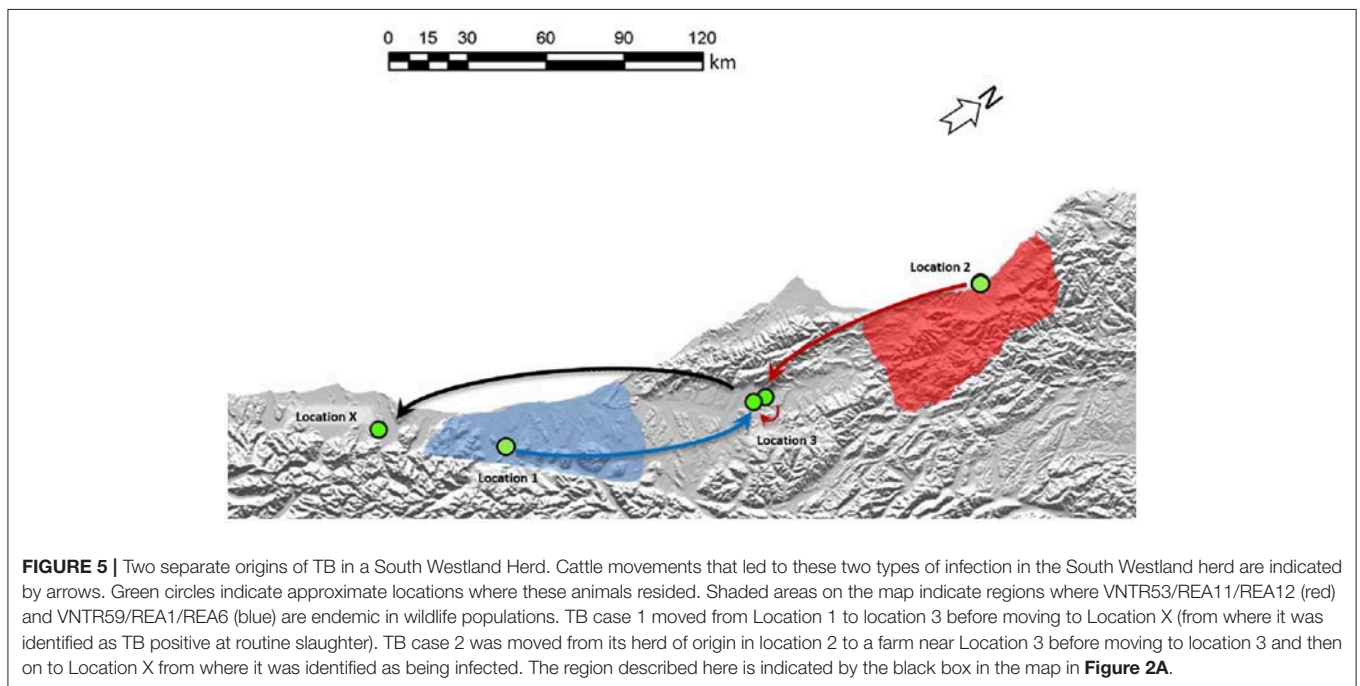 0 15 30 60 90 120
km
N
Location 2
Location X
Location 3
Location 1
FIGURE 5 | Two separate origins of TB in a South Westland Herd. Cattle movements that led to these two types of infection in the South Westland herd are indicated
by arrows. Green circles indicate approximate locations where these animals resided. Shaded areas on the map indicate regions where VNTR53/REA11/REA12 (red)
and VNTR59/REA1/REA6 (blue) are endemic in wildlife populations. TB case 1 moved from Location 1 to location 3 before moving to Location X (from where it was
identified as TB positive at routine slaughter). TB case 2 was moved from its herd of origin in location 2 to a farm near Location 3 before moving to location 3 and then
on to Location X from where it was identified as being infected. The region described here is indicated by the black box in the map in Figure 2A.